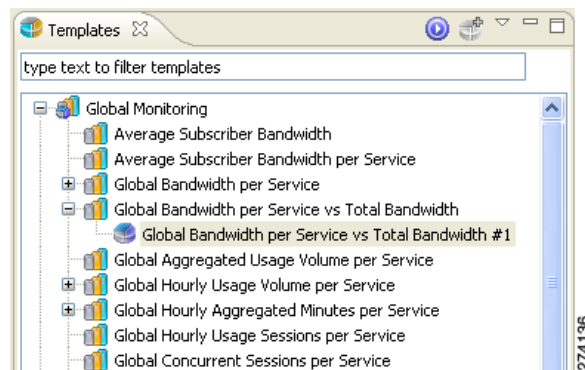 Templates
type text to filter templates
Global Monitoring
Average Subscriber Bandwidth
Average Subscriber Bandwidth per Service
Global Bandwidth per Service
Global Bandwidth per Service vs Total Bandwidth
Global Bandwidth per Service vs Total Bandwidth #1
Global Aggregated Usage Volume per Service
Global Hourly Usage Volume per Service
Global Hourly Aggregated Minutes per Service
Global Hourly Usage Sessions per Service
Global Concurrent Sessions per Service
274136